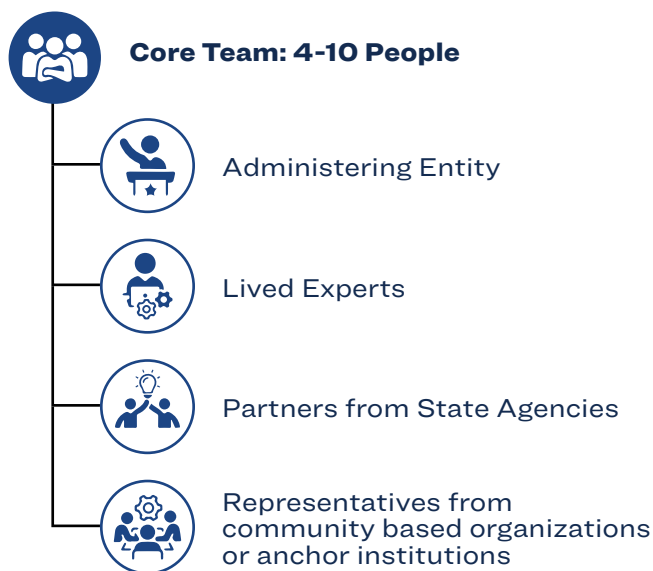 Core Team: 4-10 People
Administering Entity
Lived Experts
Partners from State Agencies
Representatives from
community based organizations
or anchor institutions